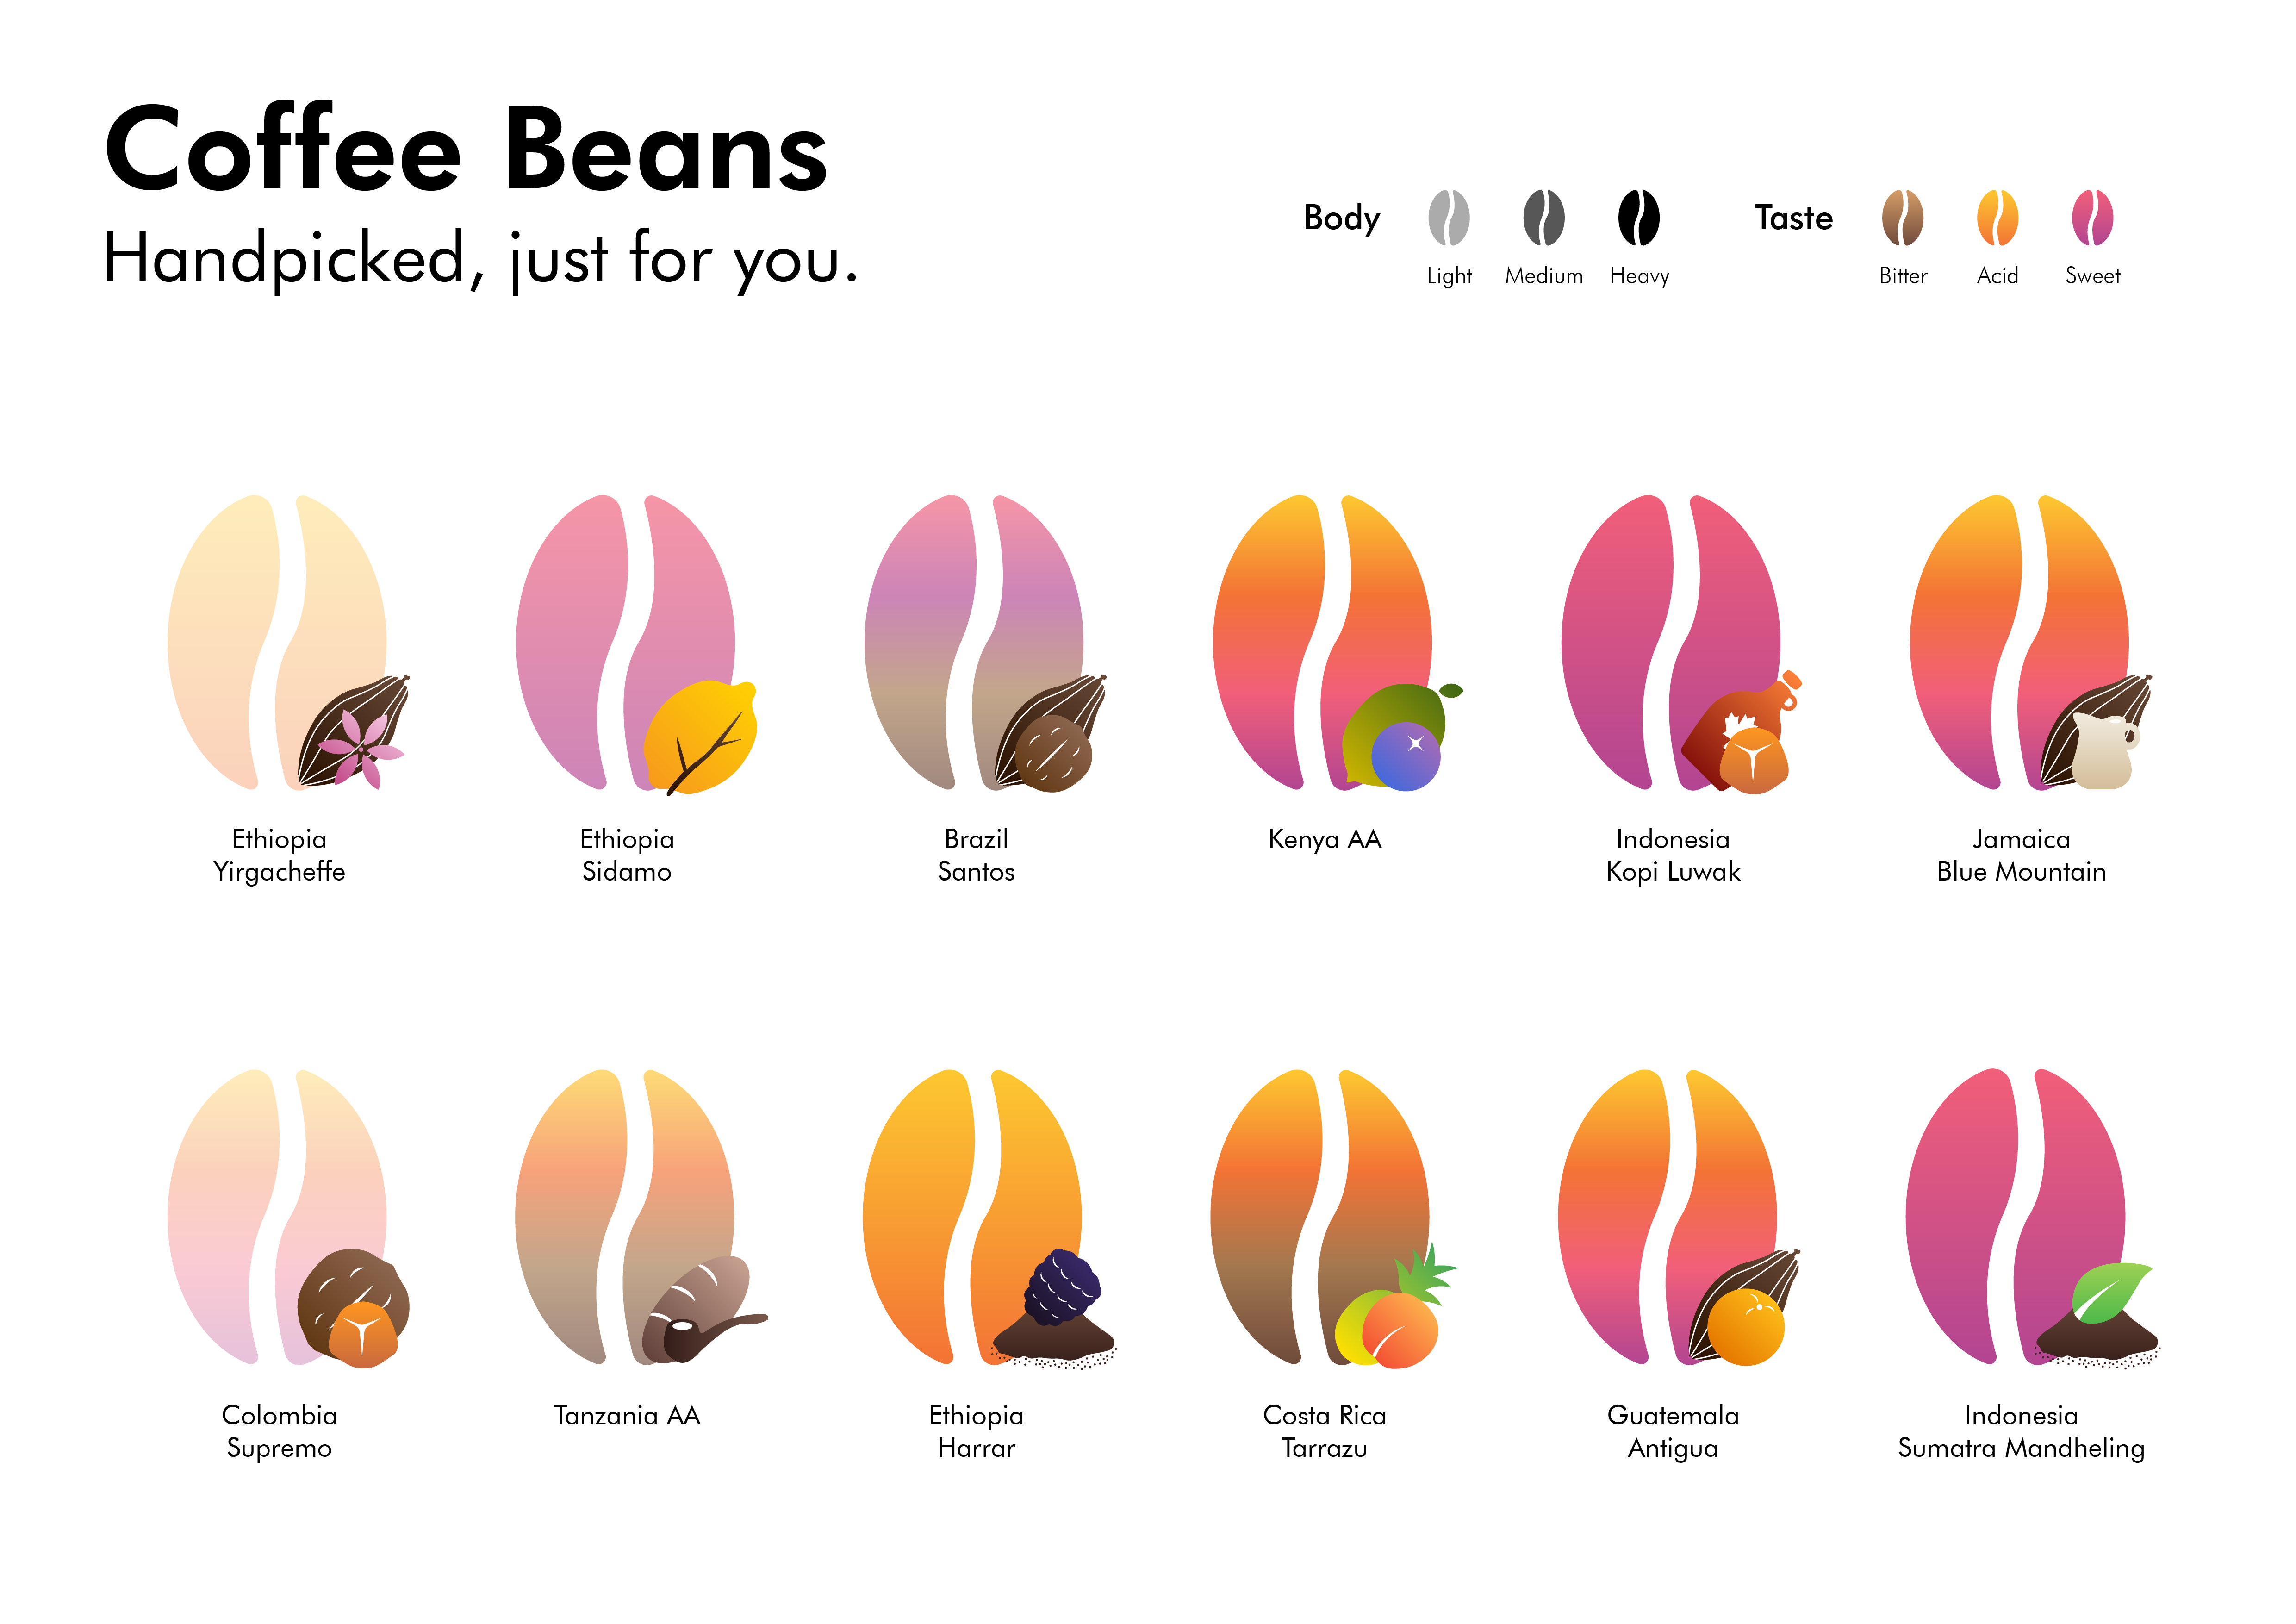 Coffee Beans
Handpicked, just for you.
Body
Light
Medium
Heavy
Taste
Bitter
Acid
Sweet
Ethiopia
Yirgacheffe
Ethiopia
Sidamo
Brazil
Santos
Kenya AA
Indonesia
Kopi Luwak
Jamaica
Blue Mountain
Colombia
Supremo
Tanzania AA
Ethiopia
Harrar
Costa Rica
Tarrazu
Guatemala
Antigua
Indonesia
Sumatra Mandheling